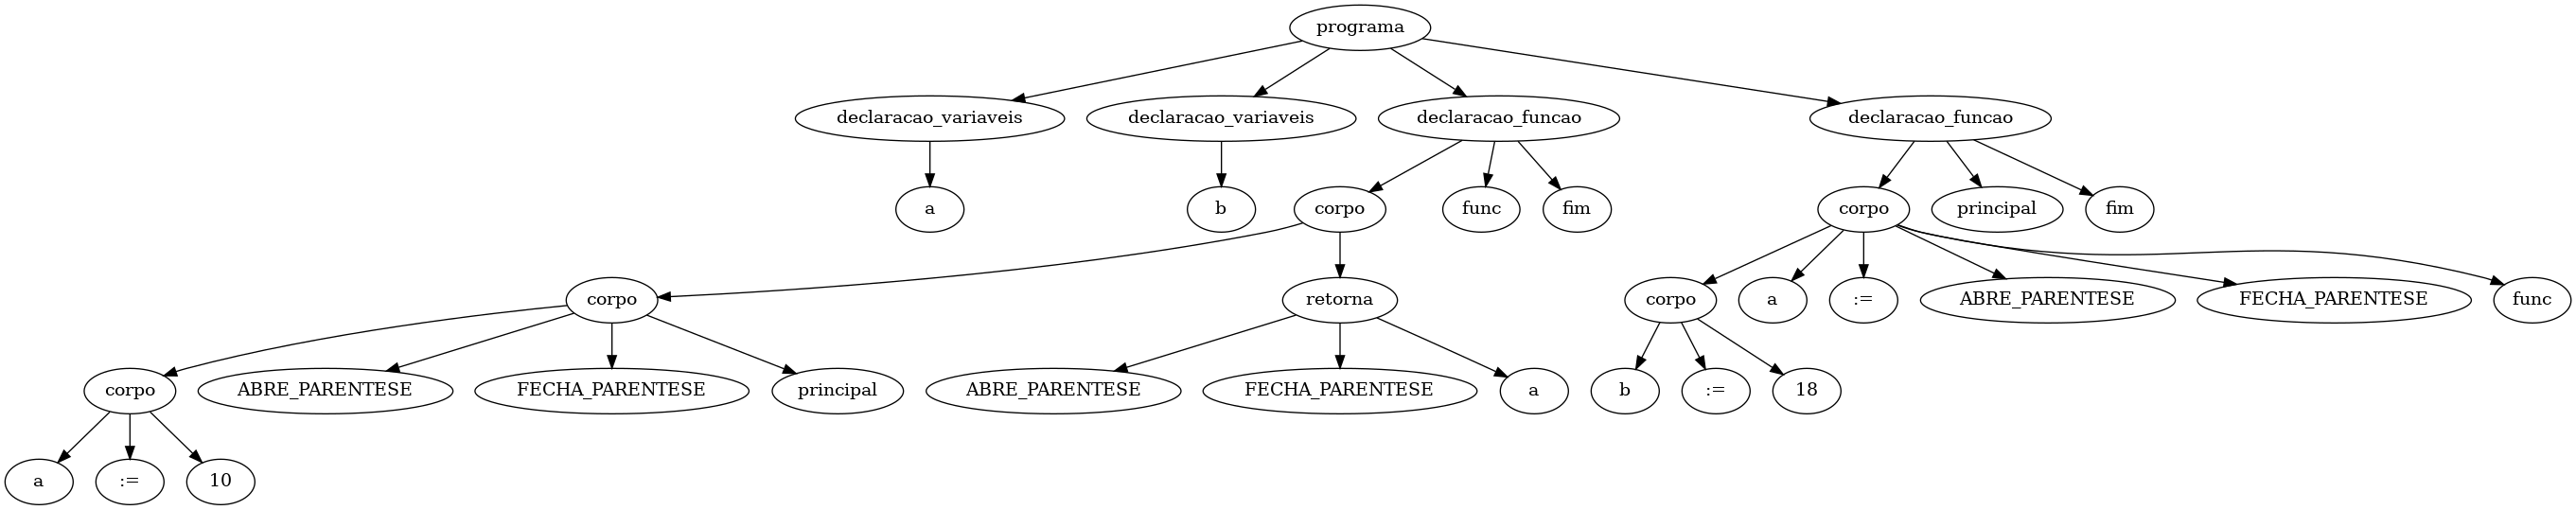 programa
declaracao_variaveis
declaracao_variaveis
declaracao_funcao
declaracao_funcao
a
b
corpo
func
fim
corpo
principal
fim
corpo
retorna
corpo
a
:=
ABRE_PARENTESE
FECHA_PARENTESE
func
corpo
ABRE_PARENTESE
FECHA_PARENTESE
principal
ABRE_PARENTESE
FECHA_PARENTESE
a
b
:=
18
a
:=
10